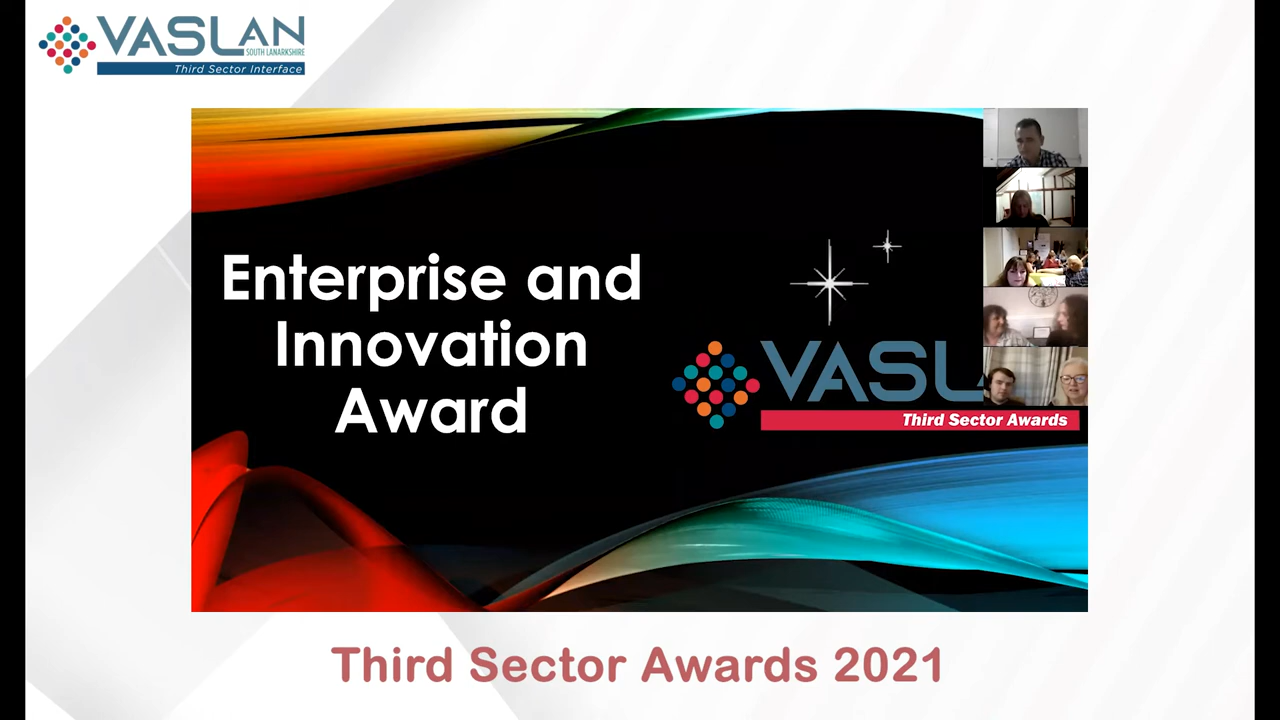 VASLAN
SOUTH LANARKSHIRE
Third Sector Interface
Enterprise and
Innovation
Award
VASL
Third Sector Awards
Third Sector Awards 2021